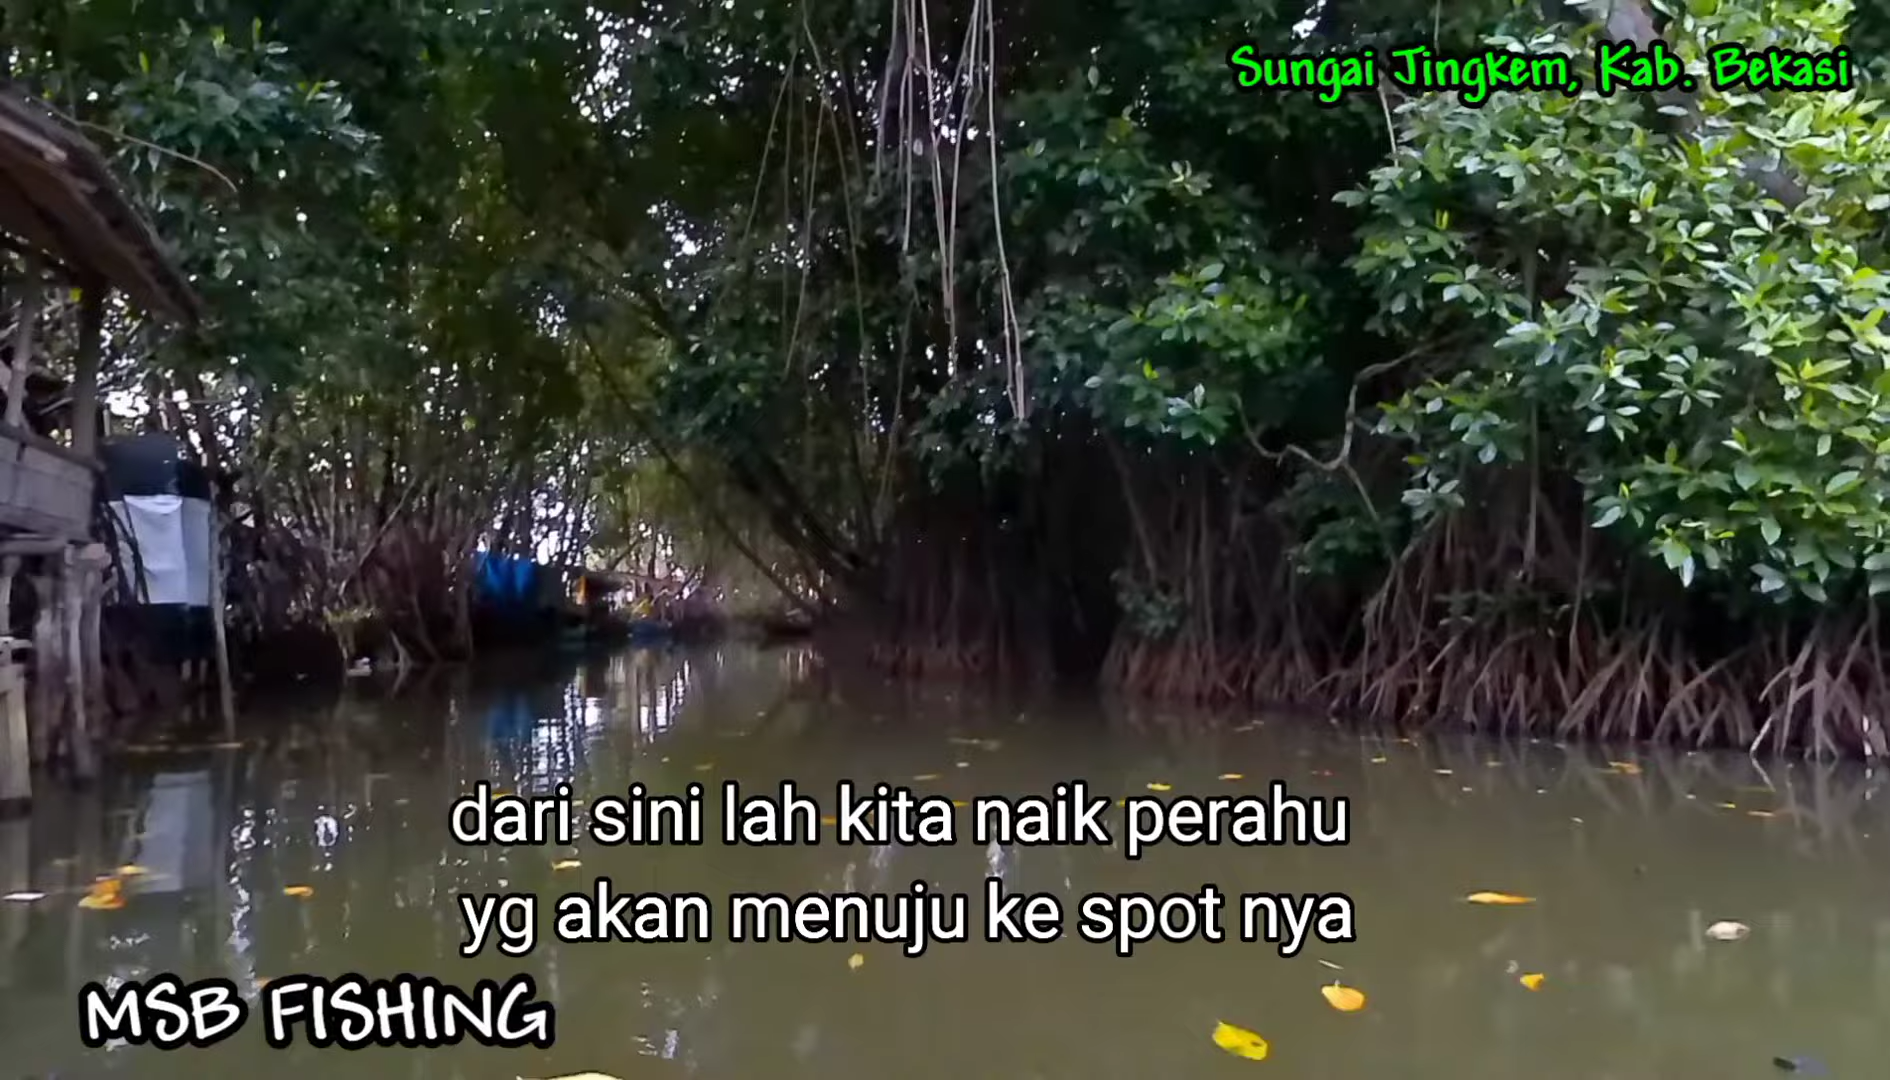 Sungai Jingkem, Kab. Bekasi
dari sini lah kita naik perahu
yg akan menuju ke spot nya
MSB FISHING